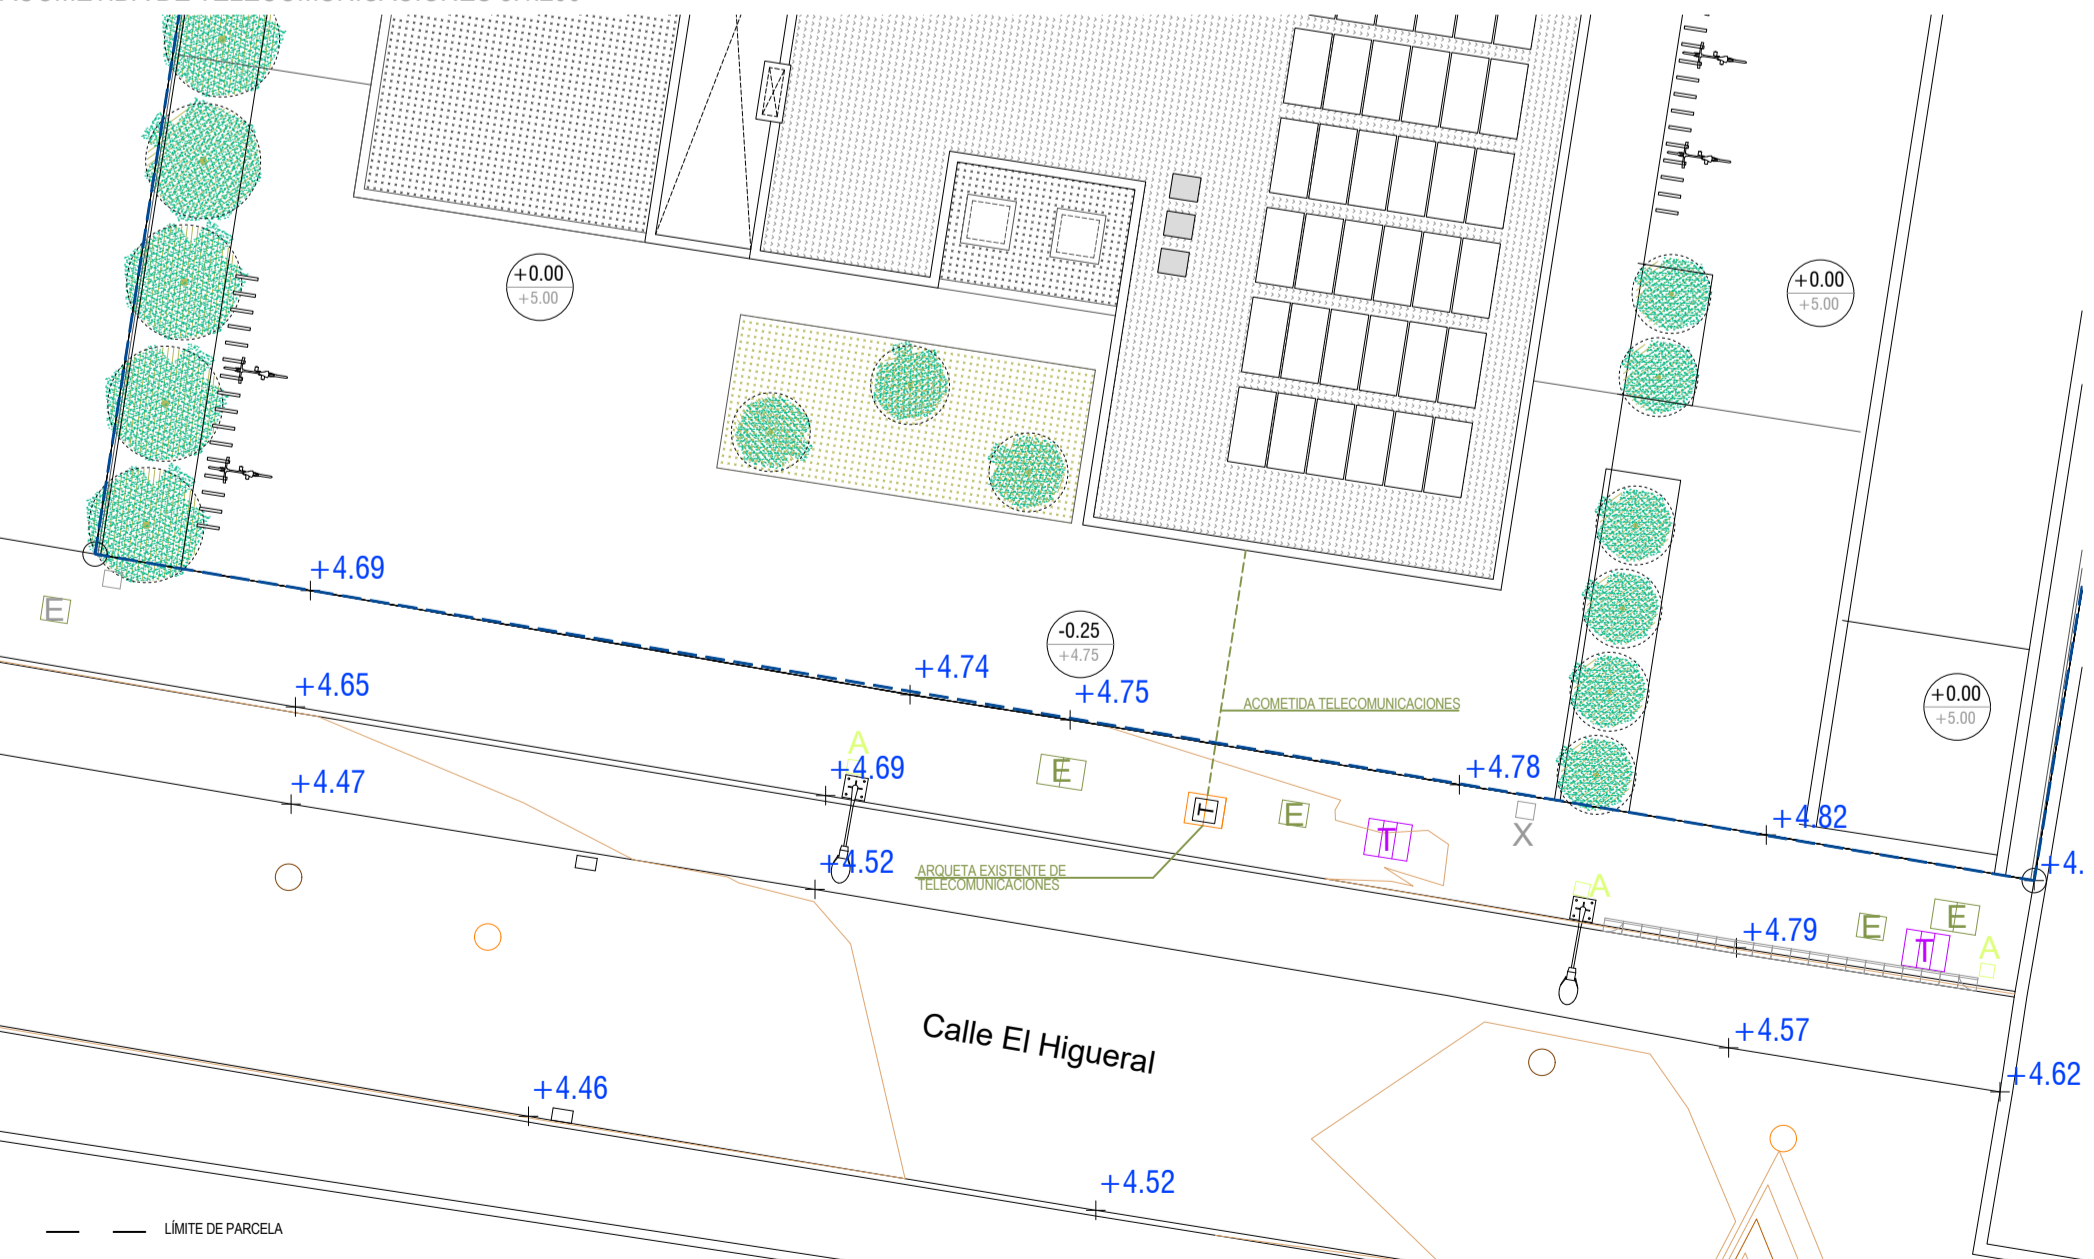 +0.00
+5.00
+0.00
+5.00
+4.69
E
-0.25
+4.75
+4.74
+4.65
+4.75
ACOMETIDA TELECOMUNICACIONES
+0.00
+5.00
A
+4.69
E
+4.78
+4.47
T
E
T
X
+4.82
+4.52
ARQUETA EXISTENTE DE
TELECOMUNICACIONES
+4.
A
E
E
+4.79
T
A
Calle El Higueral
+4.57
+4.62
+4.46
+4.52
LÍMITE DE PARCELA